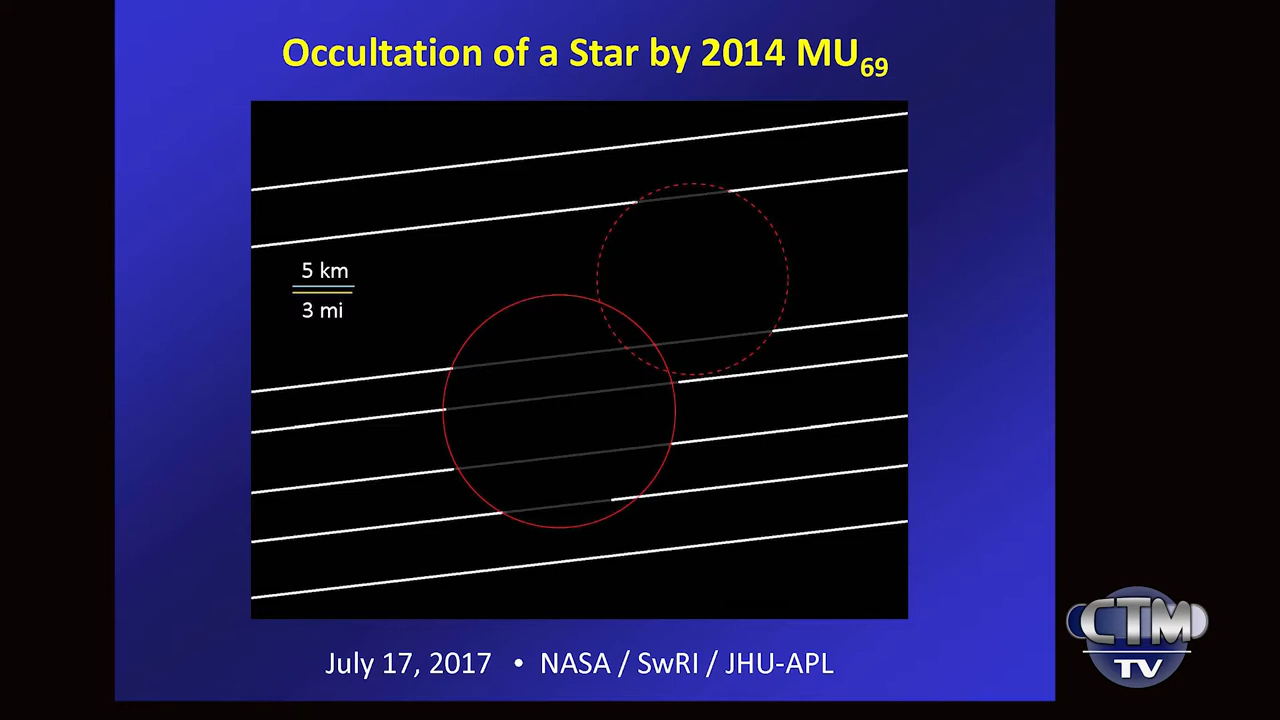 Occultation of a Star by 2014 MU₆₉
5 km
3 mi
July 17, 2017 • NASA / SwRI / JHU-APL
CTM
TV